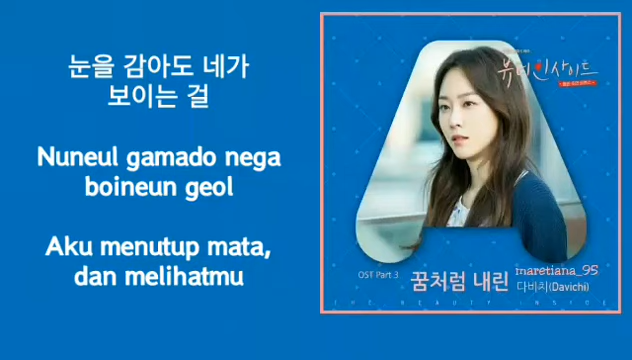 눈을 감아도 네가
보이는 걸
Nuneul gamado nega
boineun geol
Aku menutup mata,
dan melihatmu
뷰티인사이드
OST Part 3
꿈처럼 내린
maretiana_95
다비치(Davichi)
THE BEAUTY INSIDE